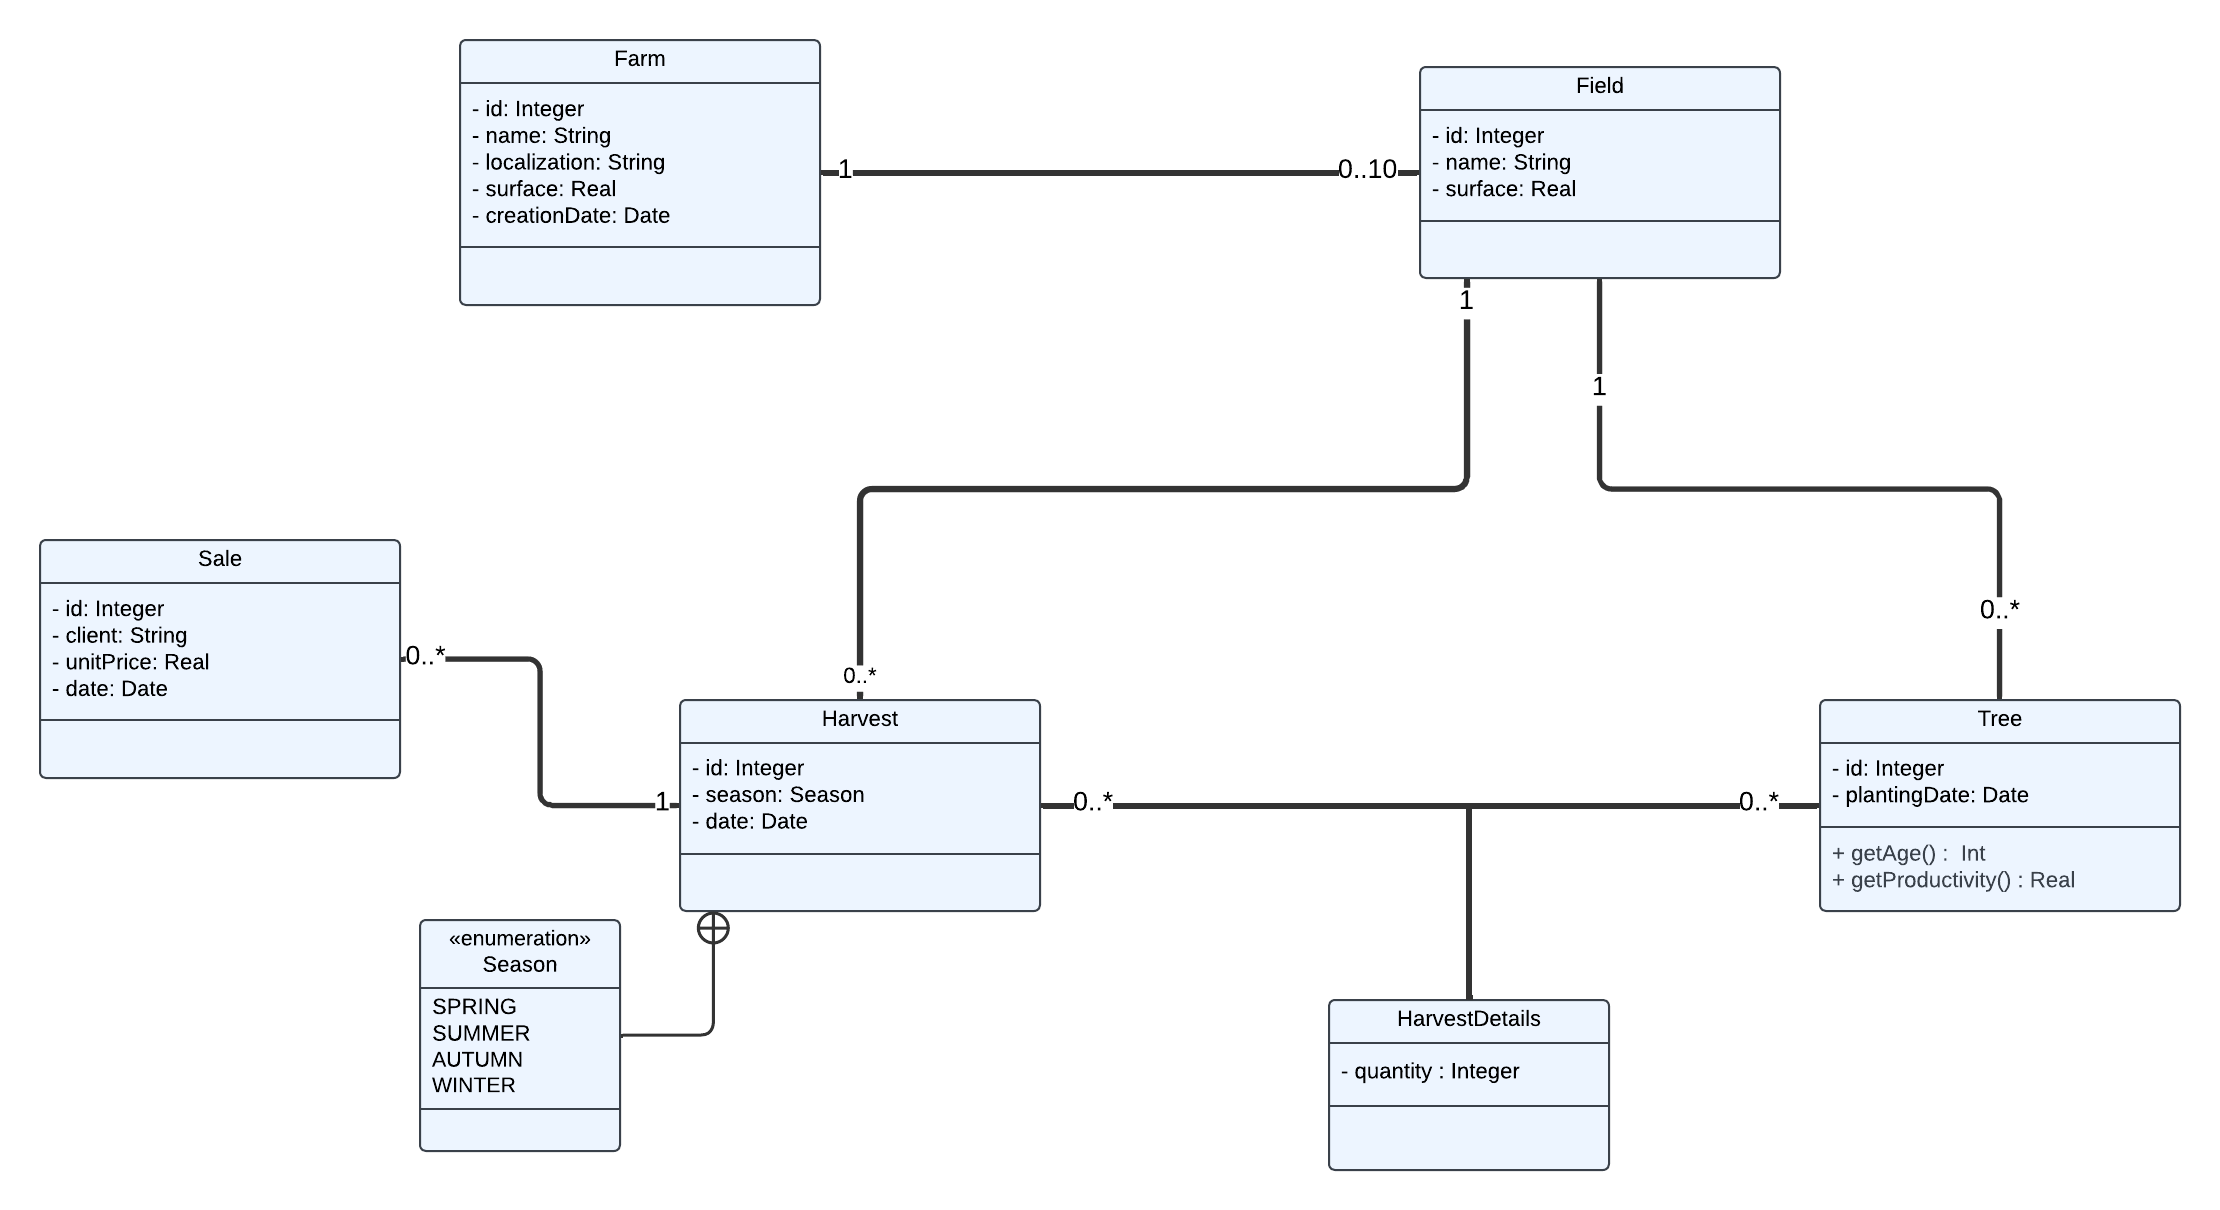 Farm
- id: Integer
- name: String
- localization: String
- surface: Real
- creationDate: Date
1
0..10
Field
- id: Integer
- name: String
- surface: Real
1
1
0..*
0..*
Sale
- id: Integer
- client: String
- unitPrice: Real
- date: Date
0..*
1
Harvest
- id: Integer
- season: Season
- date: Date
0..*
0..*
Tree
- id: Integer
- plantingDate: Date
+ getAge() :  Int
+ getProductivity() : Real
«enumeration»
Season
SPRING
SUMMER
AUTUMN
WINTER
HarvestDetails
- quantity : Integer